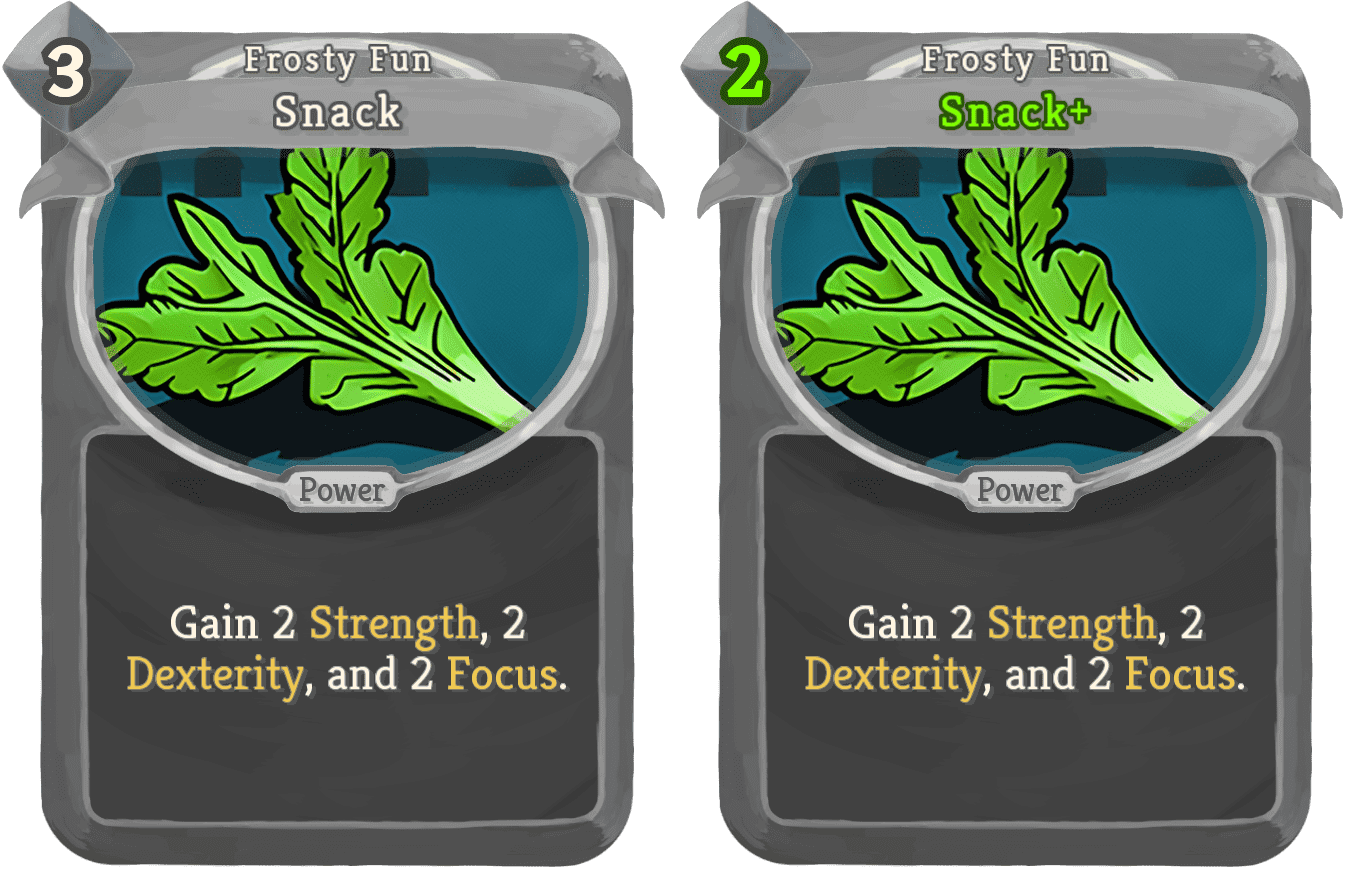 3
Frosty Fun
Snack
Power
Gain 2 Strength, 2
Dexterity, and 2 Focus.
2
Frosty Fun
Snack+
Power
Gain 2 Strength, 2
Dexterity, and 2 Focus.